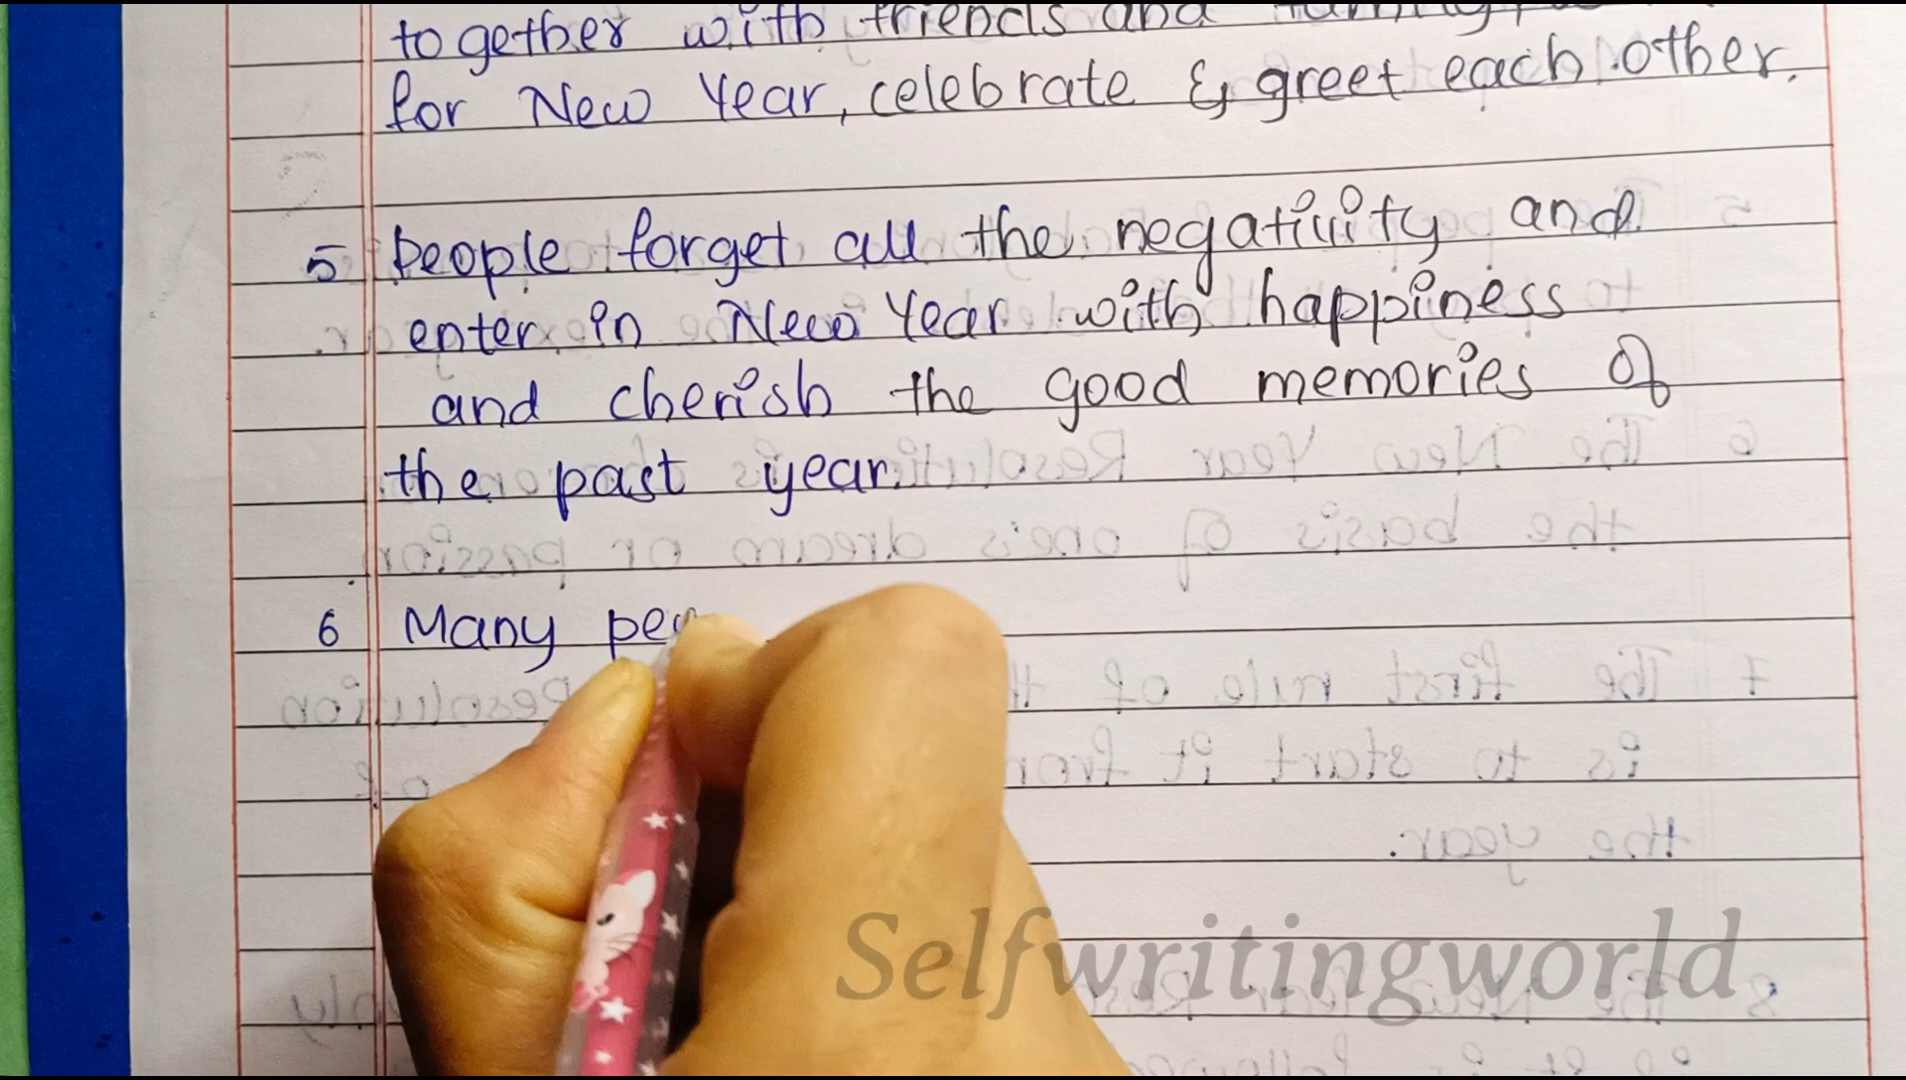 together with friends and
for New Year, celebrate & greet each other.
5 People forget all the negativity and
enter in New Year with happiness
and cherish the good memories of
the past year.
6 Many peo
Selfwritingworld